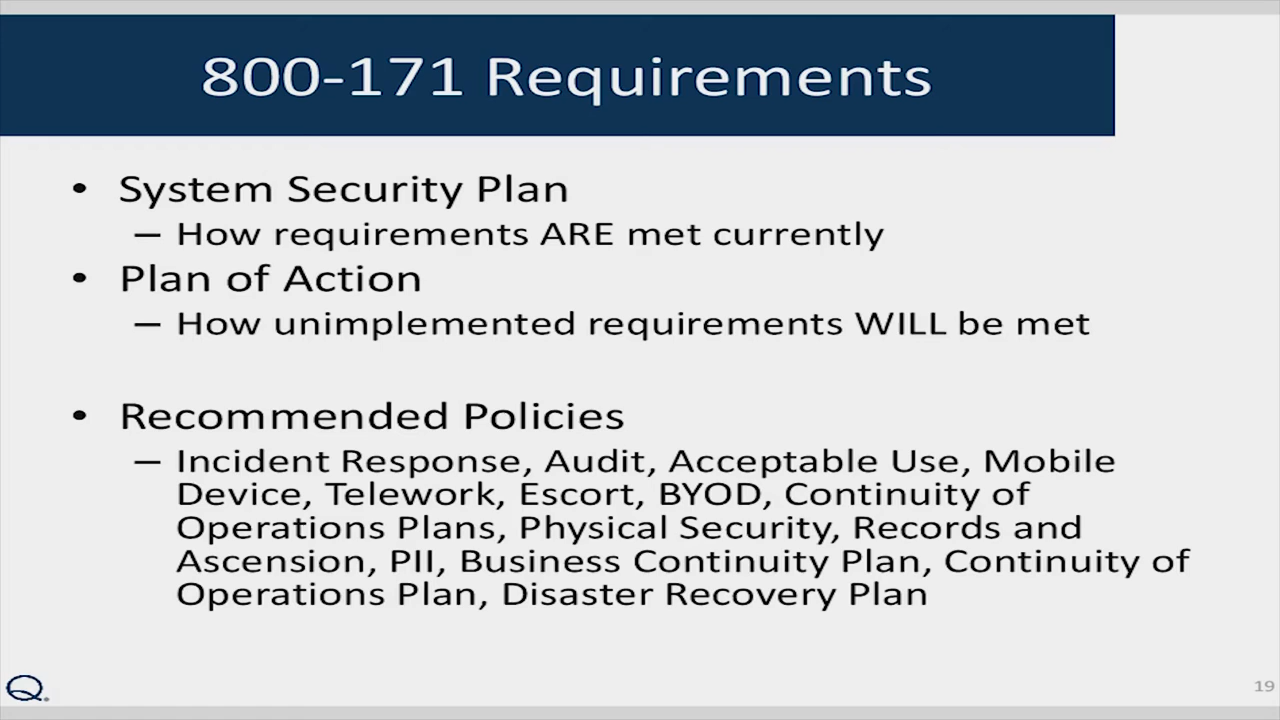 800-171 Requirements
• System Security Plan
– How requirements ARE met currently
• Plan of Action
– How unimplemented requirements WILL be met
• Recommended Policies
– Incident Response, Audit, Acceptable Use, Mobile
Device, Telework, Escort, BYOD, Continuity of
Operations Plans, Physical Security, Records and
Ascension, PII, Business Continuity Plan, Continuity of
Operations Plan, Disaster Recovery Plan
Q.
19